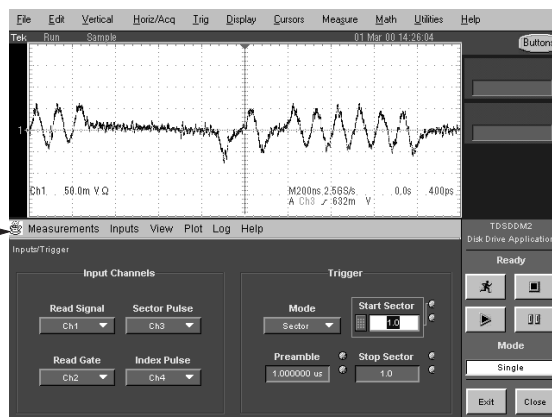 File Edit Vertical Horiz/Acq Trig Display Cursors Measure Math Utilities Help
Tek Run Sample 01 Mar 00 14:26:04 Buttons
1
Ch1 50.0m V Ω M200ns 2.5GS/s 0.0s 400ps
A Ch3 632m V
Measurements Inputs View Plot Log Help
TDSDDM2
Disk Drive Application
Inputs/Trigger
Ready
Input Channels
Trigger
Read Signal Sector Pulse
Ch1 Ch3
Mode Start Sector
Sector 1.0
Read Gate Index Pulse
Ch2 Ch4
Preamble Stop Sector
1.000000 us 1.0
Mode
Single
Exit Close